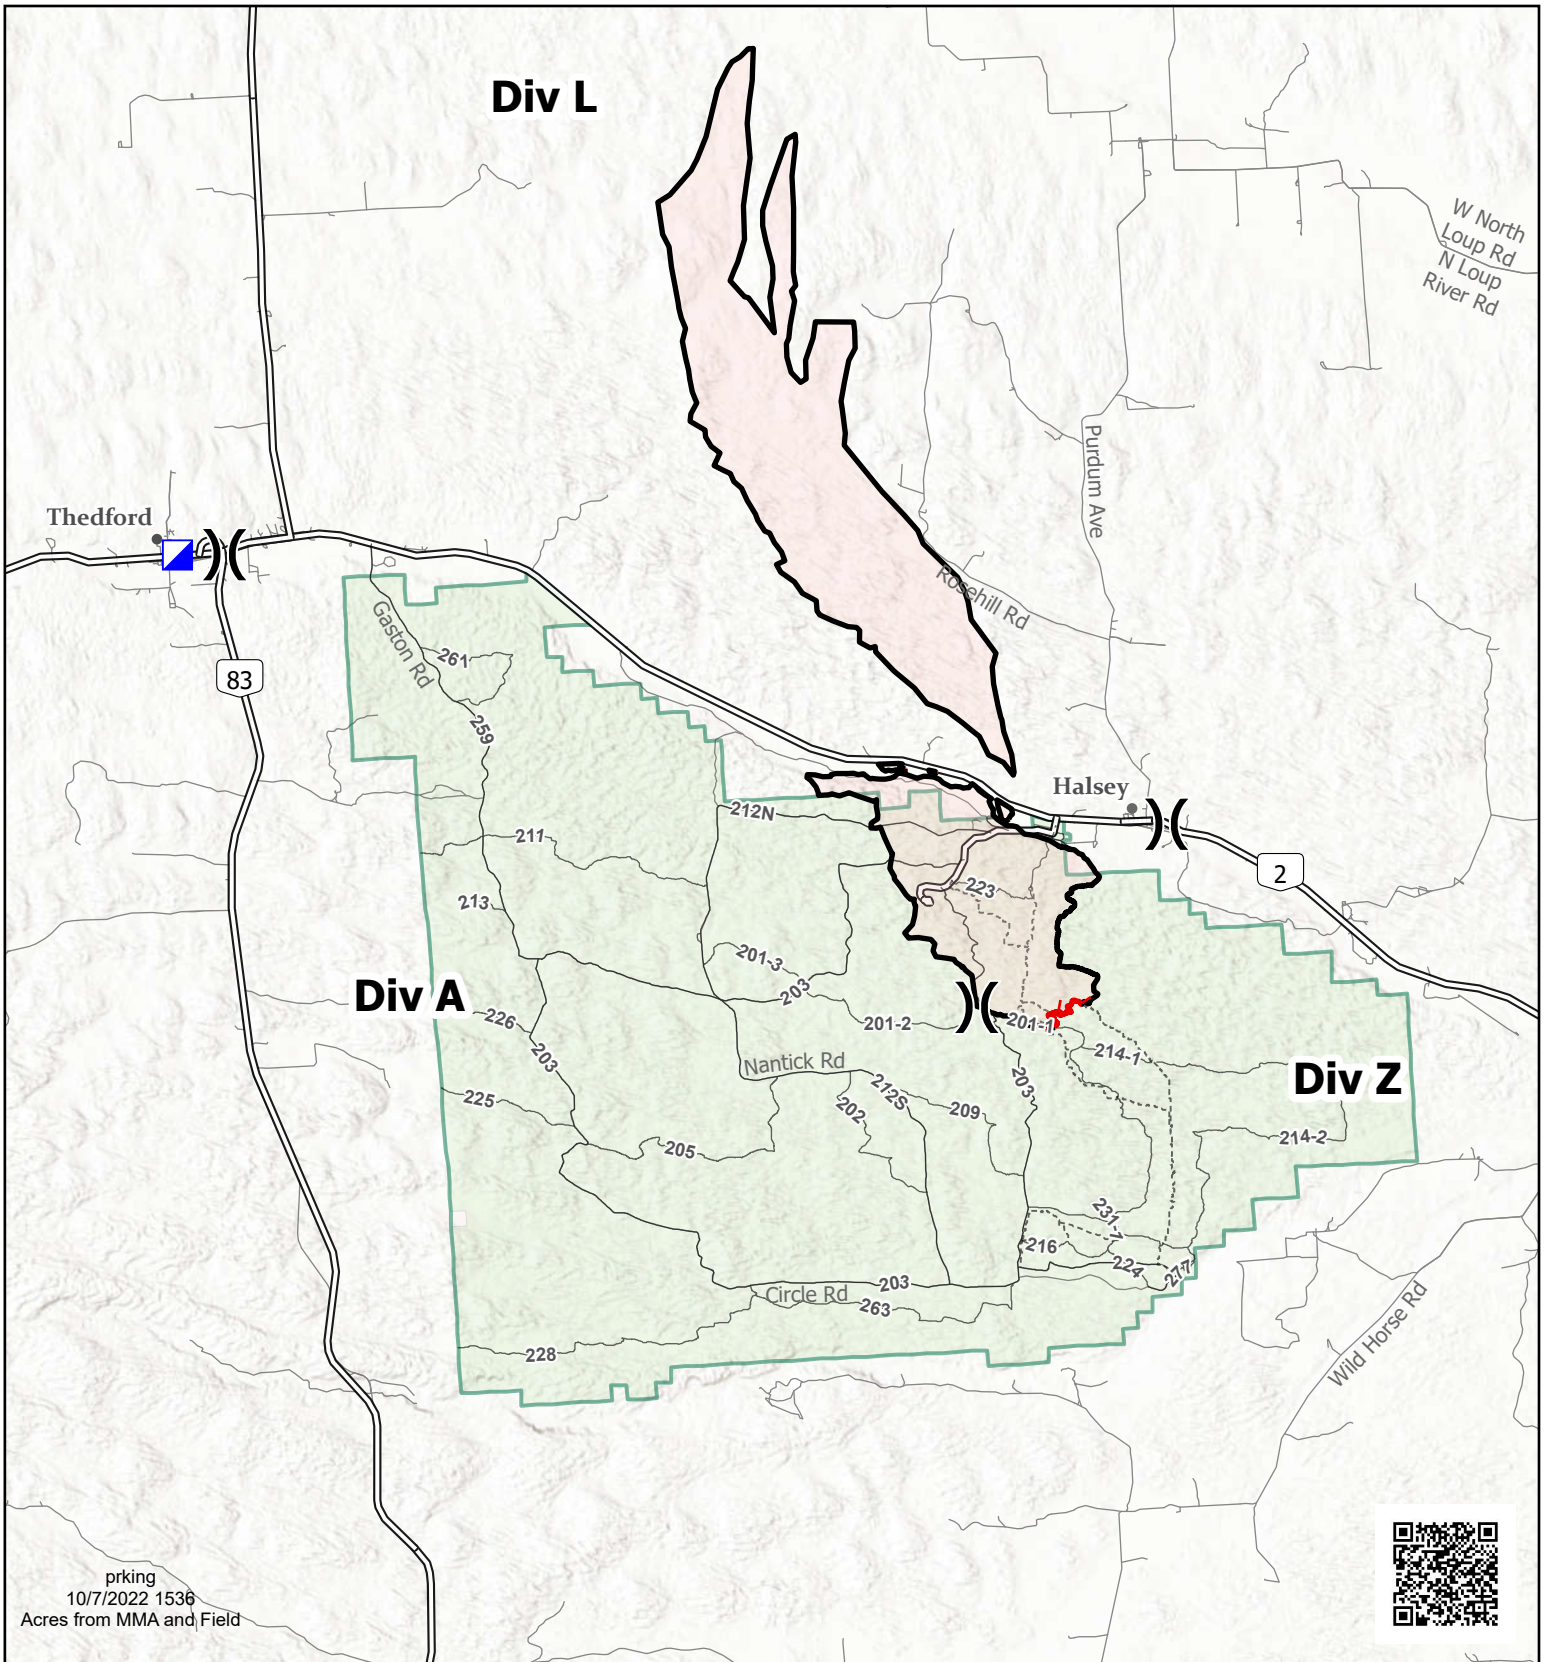 Div L
W North
Loup Rd
N Loup
River Rd
Purdum Ave
Thedford
Rosehill Rd
Gaston Rd
261
83
259
Halsey
212N
211
2
223
213
201-3
203
Div A
226
201-2
201-1
203
Nantick Rd
214-1
Div Z
203
212S
225
202
209
205
214-2
231-7
216
224
277
203
Circle Rd
263
228
Wild Horse Rd
prking
10/7/2022 1536
Acres from MMA and Field